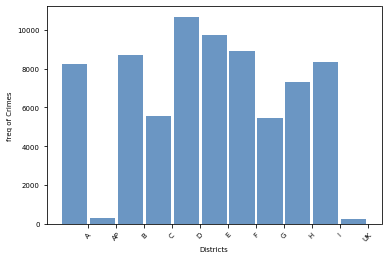 10000
8000
6000
4000
2000
0
freq of Crimes
A
AP
B
C
D
E
F
G
H
I
UK
Districts